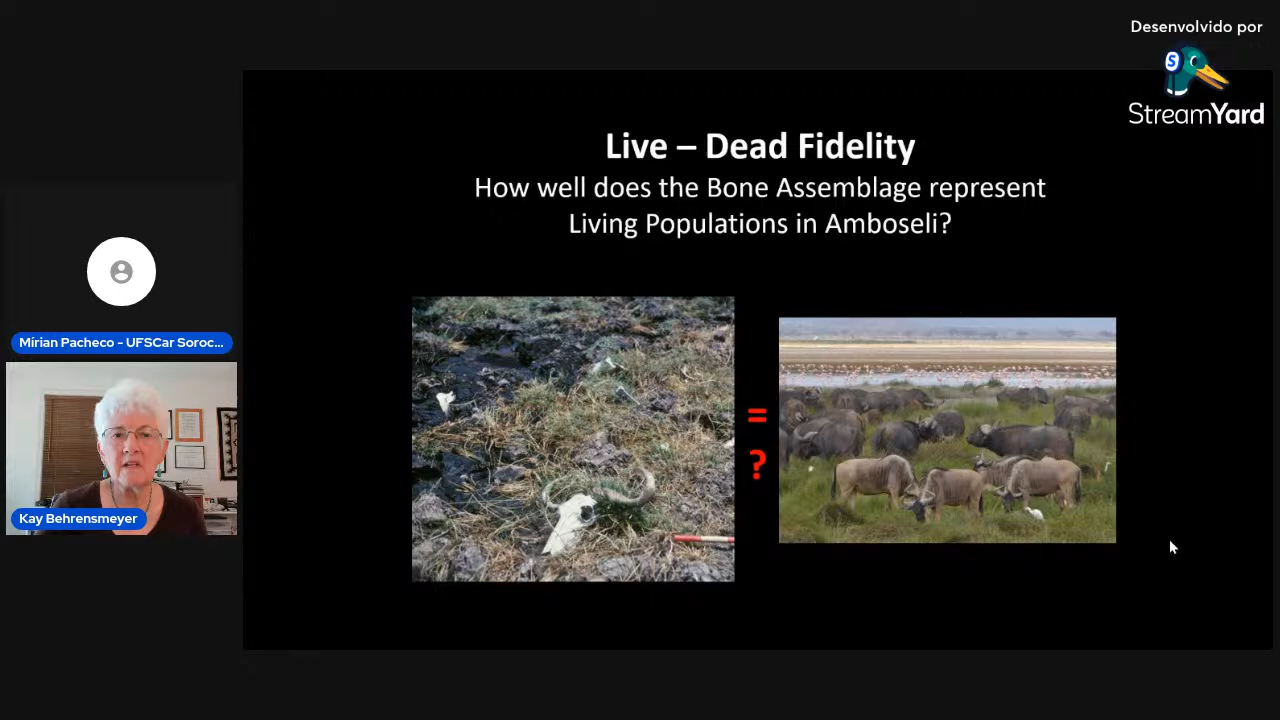 Desenvolvido por
S
StreamYard
Live – Dead Fidelity
How well does the Bone Assemblage represent
Living Populations in Amboseli?
=
?
Mírian Pacheco - UFSCar Soroc...
Kay Behrensmeyer